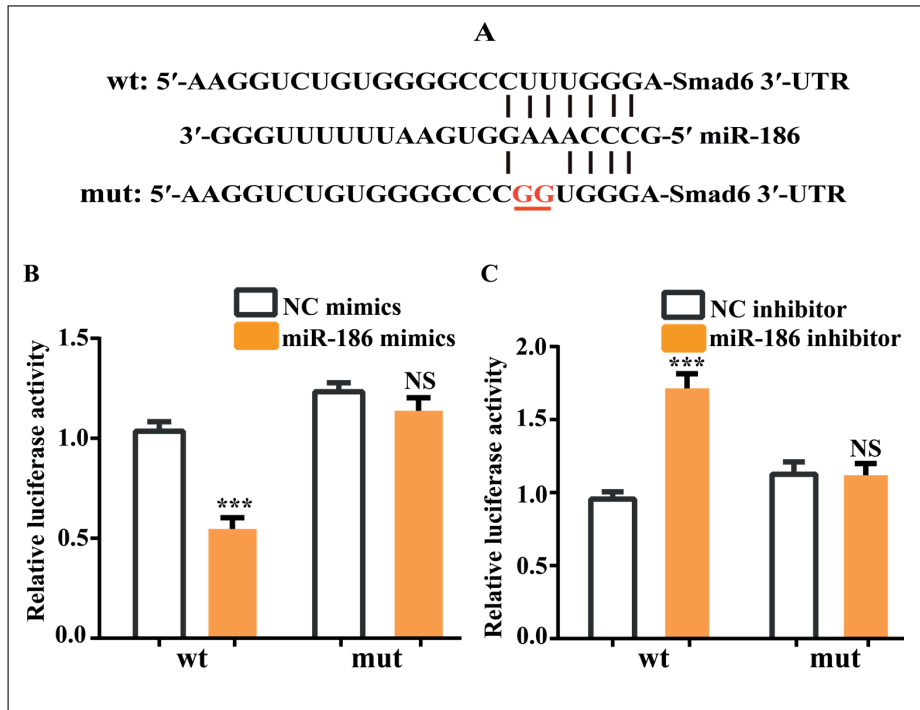 A
wt: 5′-AAGGUCUGUGGGGCCCUUUGGGA-Smad6 3′-UTR
3′-GGGUUUUUUAAGUGGAAACCCG-5′ miR-186
mut: 5′-AAGGUCUGUGGGGCCCGGUGGGA-Smad6 3′-UTR
B
NC mimics
miR-186 mimics
Relative luciferase activity
1.5
1.0
0.5
0.0
***
NS
wt
mut
C
NC inhibitor
miR-186 inhibitor
Relative luciferase activity
2.0
1.5
1.0
0.5
0.0
***
NS
wt
mut